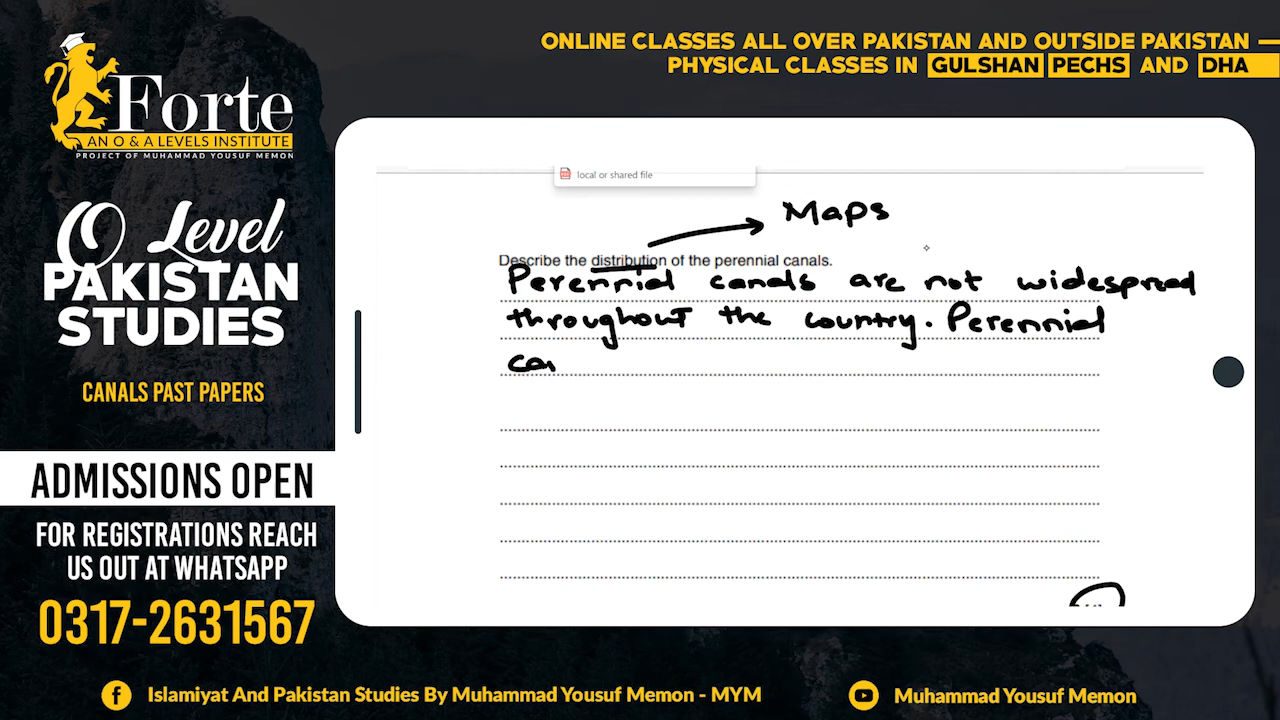 Forte
AN O & A LEVELS INSTITUTE
PROJECT OF MUHAMMAD YOUSUF MEMON
ONLINE CLASSES ALL OVER PAKISTAN AND OUTSIDE PAKISTAN
PHYSICAL CLASSES IN GULSHAN PECHS AND DHA
O Level
PAKISTAN
STUDIES
CANALS PAST PAPERS
ADMISSIONS OPEN
FOR REGISTRATIONS REACH
US OUT AT WHATSAPP
0317-2631567
local or shared file
Maps
Describe the distribution of the perennial canals.
Perennial canals are not widespread
throughout the country. Perennial
can
Islamiyat And Pakistan Studies By Muhammad Yousuf Memon - MYM
Muhammad Yousuf Memon